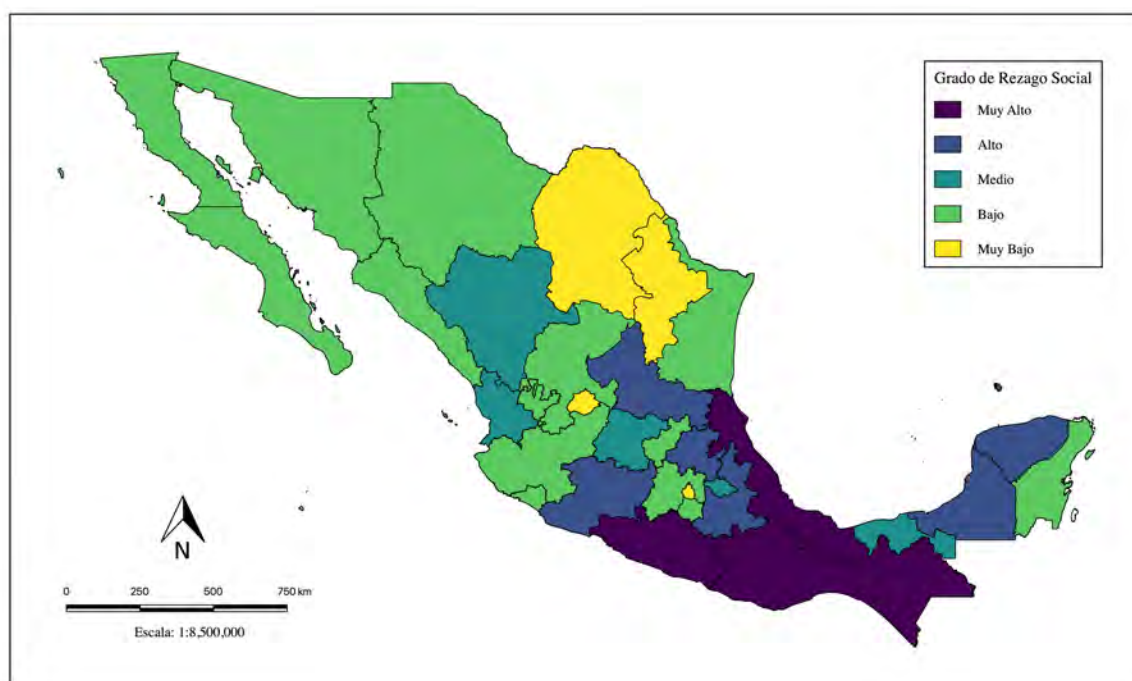 Grado de Rezago Social
Muy Alto
Alto
Medio
Bajo
Muy Bajo
N
0 250 500 750 km
Escala: 1:8,500,000